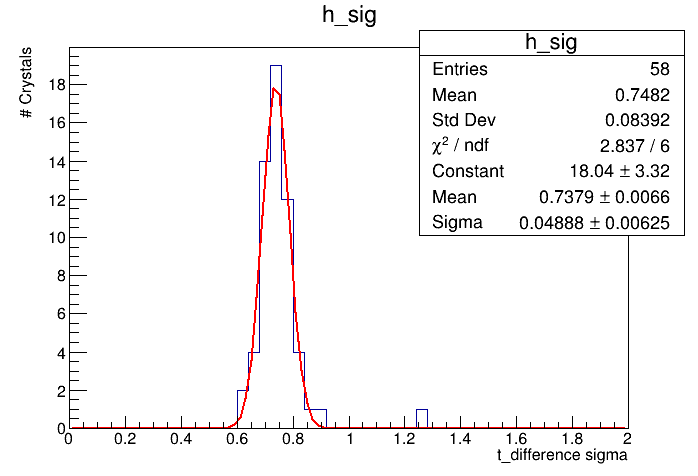 h_sig
h_sig
Entries 58
Mean 0.7482
Std Dev 0.08392
χ² / ndf 2.837 / 6
Constant 18.04 ± 3.32
Mean 0.7379 ± 0.0066
Sigma 0.04888 ± 0.00625
# Crystals
18
16
14
12
10
8
6
4
2
0
0 0.2 0.4 0.6 0.8 1 1.2 1.4 1.6 1.8 2
t_difference sigma